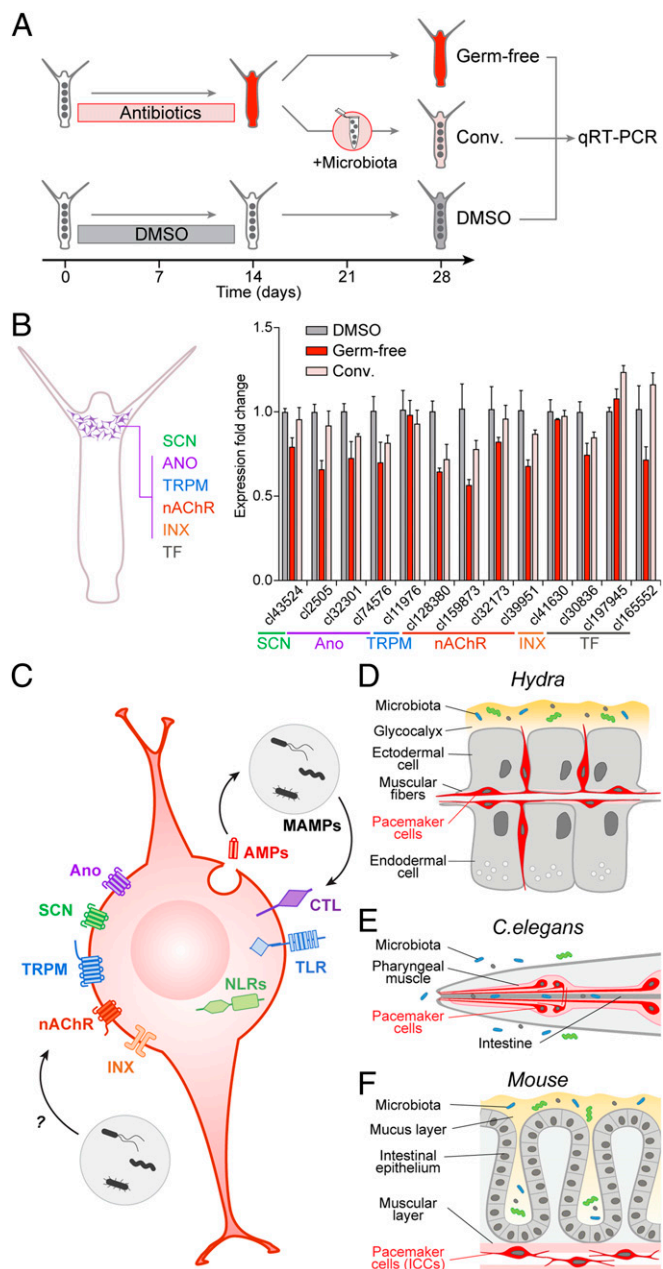 A
Germ-free
Antibiotics
+Microbiota
Conv.
qRT-PCR
DMSO
DMSO
0 7 14 21 28
Time (days)
B
SCN
ANO
TRPM
nAChR
INX
TF
Expression fold change
1.5
1.0
0.5
0.0
DMSO
Germ-free
Conv.
cl43524
cl2505
cl32301
cl74576
cl11976
cl128380
cl159873
cl32173
cl39951
cl41630
cl30836
cl197945
cl165552
SCN Ano TRPM nAChR INX TF
C
MAMPs
AMPs
Ano
CTL
SCN
TLR
TRPM
NLRs
nAChR
INX
?
D
Hydra
Microbiota
Glycocalyx
Ectodermal
cell
Muscular
fibers
Pacemaker
cells
Endodermal
cell
E
C.elegans
Microbiota
Pharyngeal
muscle
Pacemaker
cells
Intestine
F
Mouse
Microbiota
Mucus layer
Intestinal
epithelium
Muscular
layer
Pacemaker
cells (ICCs)